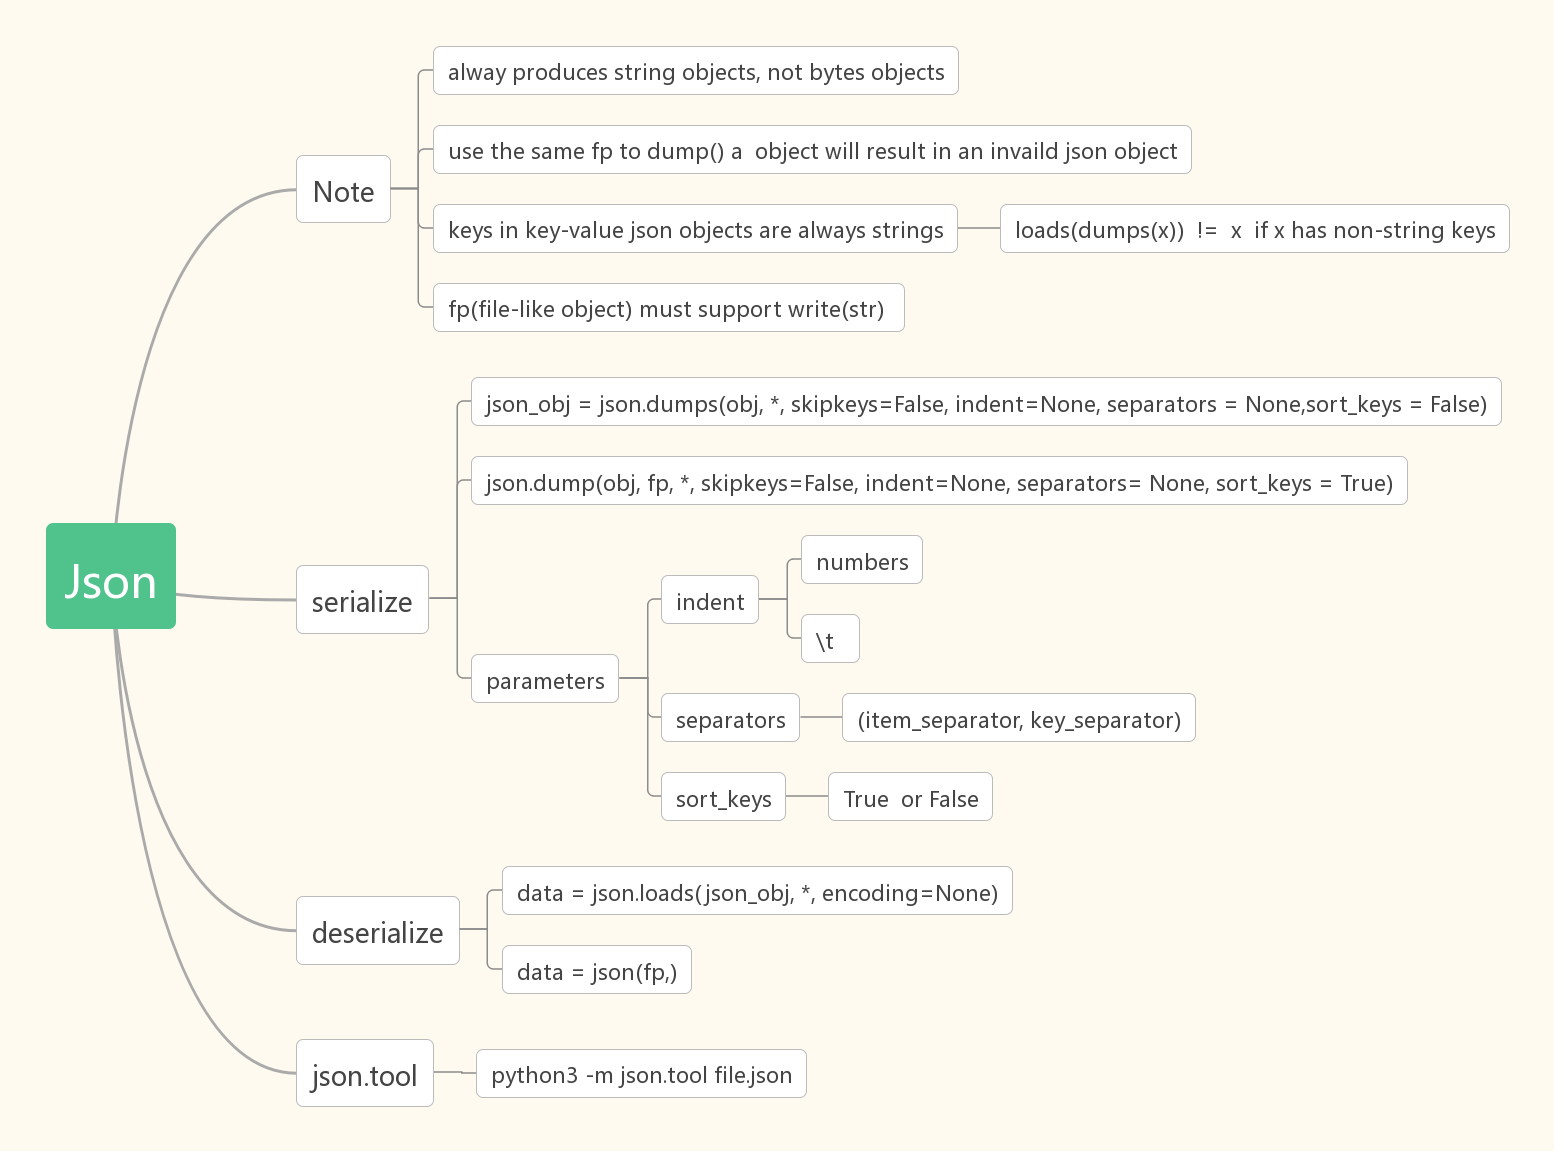 Json
Note
alway produces string objects, not bytes objects
use the same fp to dump() a  object will result in an invaild json object
keys in key-value json objects are always strings
loads(dumps(x))  !=  x  if x has non-string keys
fp(file-like object) must support write(str)
serialize
json_obj = json.dumps(obj, *, skipkeys=False, indent=None, separators = None,sort_keys = False)
json.dump(obj, fp, *, skipkeys=False, indent=None, separators= None, sort_keys = True)
parameters
indent
numbers
\t
separators
(item_separator, key_separator)
sort_keys
True  or False
deserialize
data = json.loads(json_obj, *, encoding=None)
data = json(fp,)
json.tool
python3 -m json.tool file.json